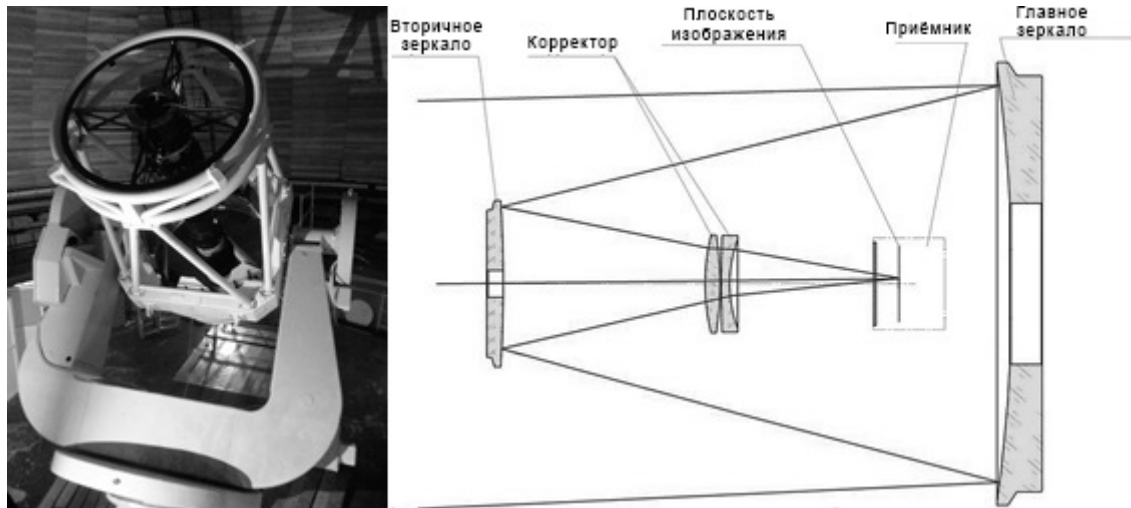 Вторичное
зеркало
Корректор
Плоскость
изображения
Приёмник
Главное
зеркало